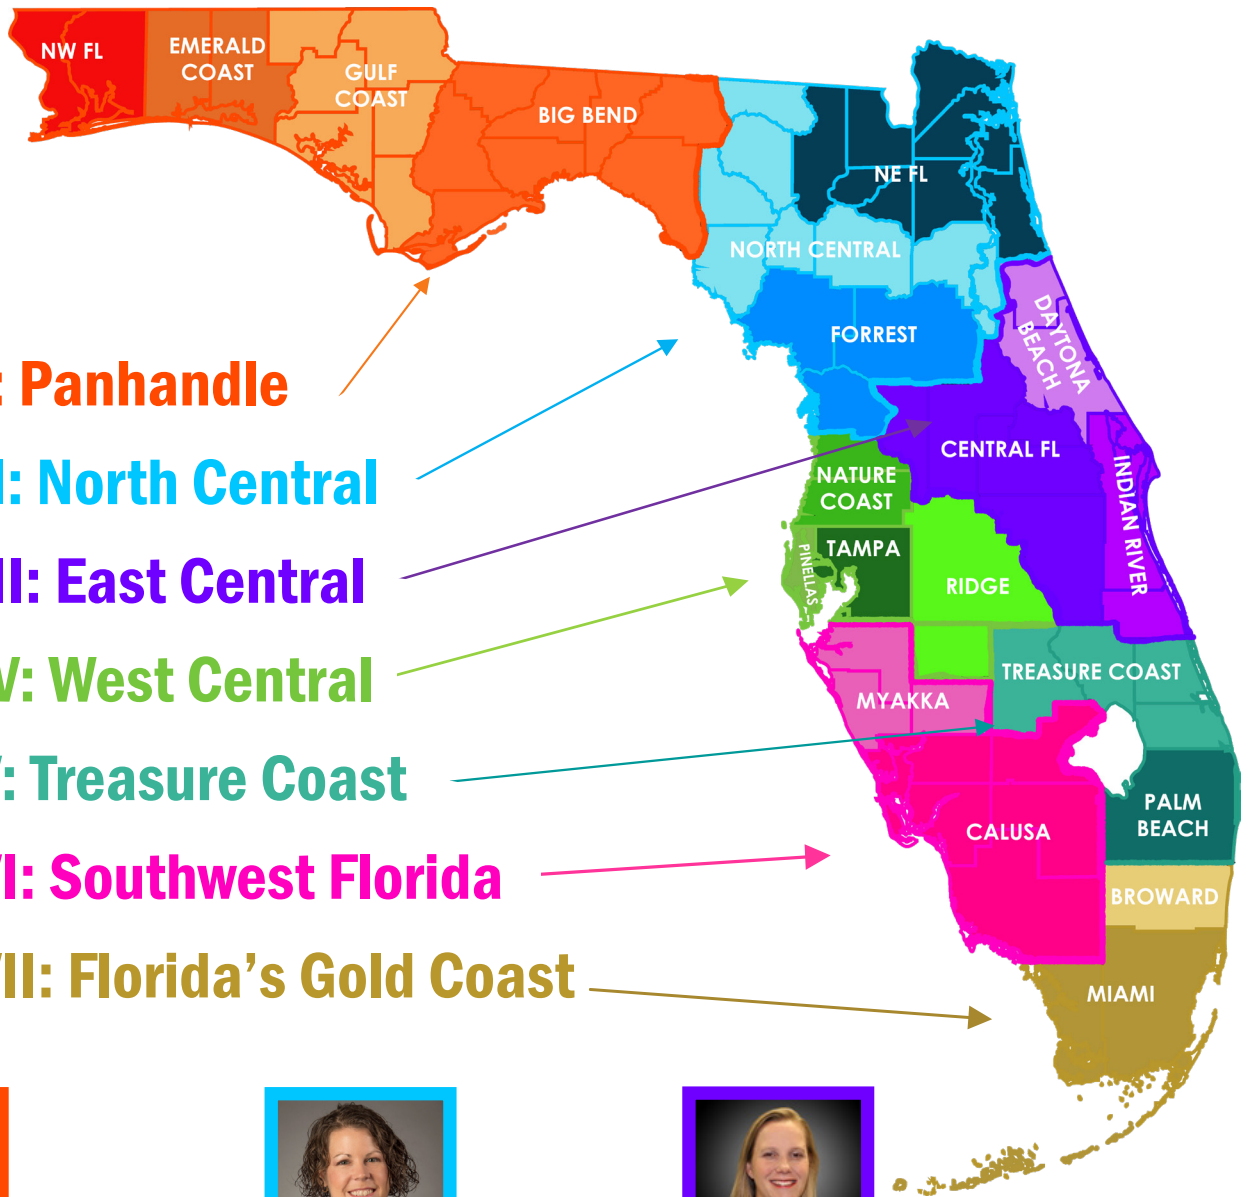 NW FL
EMERALD
COAST
GULF
COAST
BIG BEND
NE FL
NORTH CENTRAL
FORREST
DAYTONA
BEACH
CENTRAL FL
INDIAN RIVER
NATURE
COAST
PINELLAS
TAMPA
RIDGE
TREASURE COAST
MYAKKA
PALM
BEACH
CALUSA
BROWARD
MIAMI
: Panhandle
I: North Central
II: East Central
V: West Central
: Treasure Coast
I: Southwest Florida
II: Florida's Gold Coast